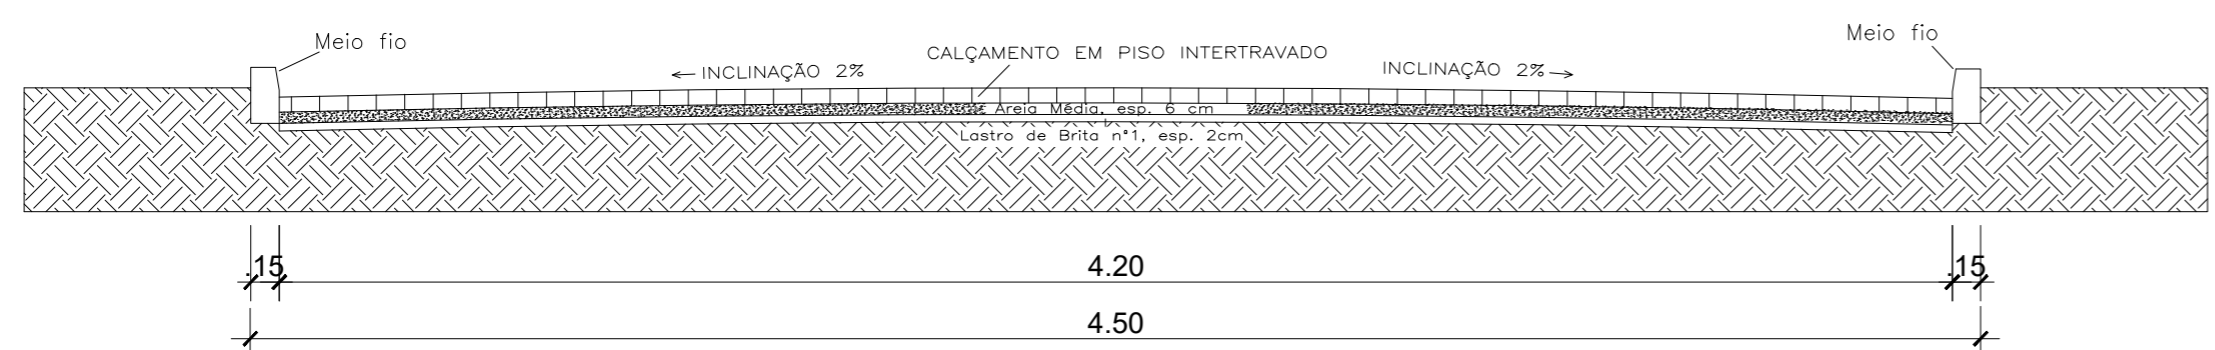 Meio fio
Meio fio
CALÇAMENTO EM PISO INTERTRAVADO
INCLINAÇÃO 2%
INCLINAÇÃO 2%
Areia Média, esp. 6 cm
Lastro de Brita n°1, esp. 2cm
.15
4.20
.15
4.50